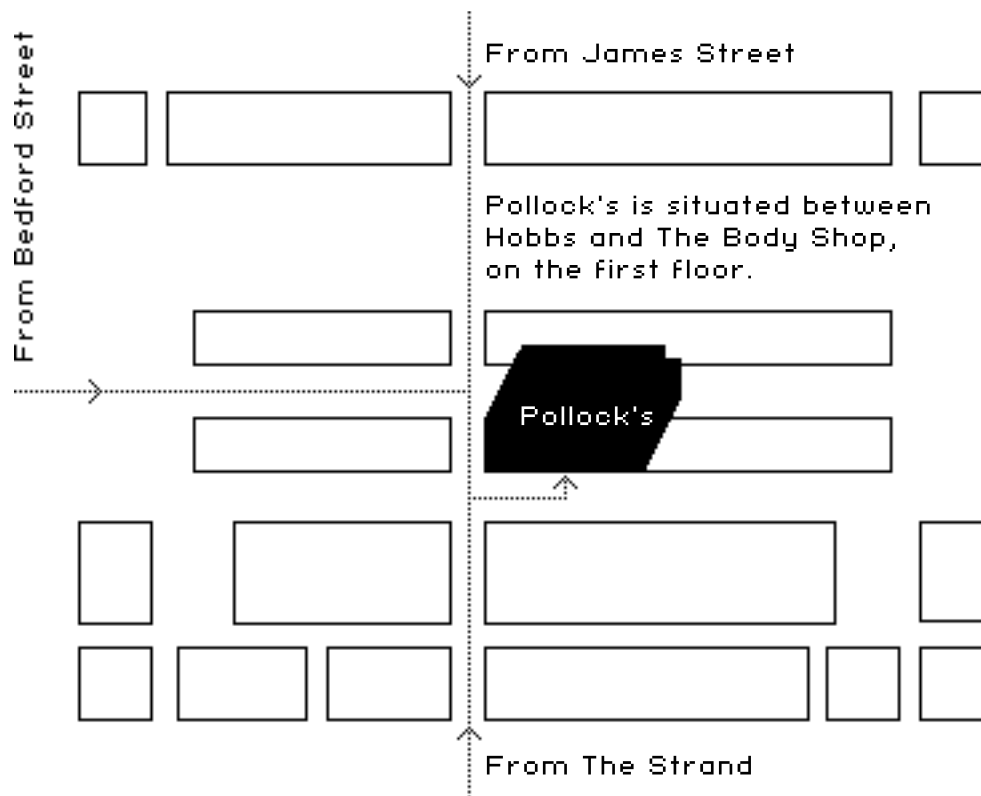 From James Street
From Bedford Street
Pollock's is situated between
Hobbs and The Body Shop,
on the first floor.
Pollock's
From The Strand